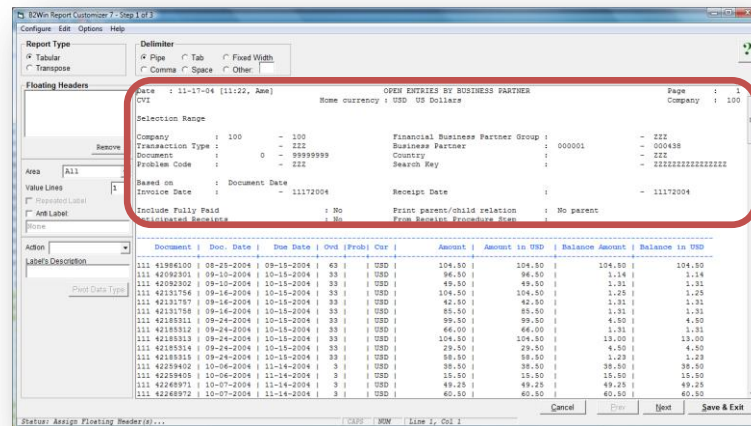 B2Win Report Customizer 7 - Step 1 of 3
Configure Edit Options Help
Report Type
Tabular
Transpose
Delimiter
Pipe Tab Fixed Width
Comma Space Other:
?
Floating Headers
Remove
Area All
Value Lines 1
Repeated Label
Anti Label:
None
Action
Label's Description
Pivot Data Type
Date : 11-17-04 [11:22, Ame] OPEN ENTRIES BY BUSINESS PARTNER Page : 1
CVI Home currency : USD US Dollars Company : 100
Selection Range
Company : 100 - 100 Financial Business Partner Group : - ZZZ
Transaction Type : - ZZZ Business Partner : 000001 - 000438
Document : 0 - 99999999 Country : - ZZZ
Problem Code : - ZZZ Search Key : - ZZZZZZZZZZZZZZZZ
Based on : Document Date
Invoice Date : - 11172004 Receipt Date : - 11172004
Include Fully Paid : No Print parent/child relation : No parent
Anticipated Receipts : No From Receipt Procedure Step :
Document | Doc. Date | Due Date | Ovd |Prob| Cur | Amount | Amount in USD | Balance Amount | Balance in USD
111 41986100 | 08-25-2004 | 09-15-2004 | 63 | | USD | 104.50 | 104.50 | 104.50 | 104.50
111 42092301 | 09-10-2004 | 10-15-2004 | 33 | | USD | 96.50 | 96.50 | 1.14 | 1.14
111 42092302 | 09-10-2004 | 10-15-2004 | 33 | | USD | 49.50 | 49.50 | 1.31 | 1.31
111 42131756 | 09-16-2004 | 10-15-2004 | 33 | | USD | 104.50 | 104.50 | 1.25 | 1.25
111 42131757 | 09-16-2004 | 10-15-2004 | 33 | | USD | 42.50 | 42.50 | 1.31 | 1.31
111 42131758 | 09-16-2004 | 10-15-2004 | 33 | | USD | 85.50 | 85.50 | 1.31 | 1.31
111 42185311 | 09-24-2004 | 10-15-2004 | 33 | | USD | 99.50 | 99.50 | 4.50 | 4.50
111 42185312 | 09-24-2004 | 10-15-2004 | 33 | | USD | 66.00 | 66.00 | 1.31 | 1.31
111 42185313 | 09-24-2004 | 10-15-2004 | 33 | | USD | 104.50 | 104.50 | 13.00 | 13.00
111 42185314 | 09-24-2004 | 10-15-2004 | 33 | | USD | 29.50 | 29.50 | 4.50 | 4.50
111 42185315 | 09-24-2004 | 10-15-2004 | 33 | | USD | 58.50 | 58.50 | 1.23 | 1.23
111 42259402 | 10-06-2004 | 11-14-2004 | 3 | | USD | 38.50 | 38.50 | 38.50 | 38.50
111 42259405 | 10-06-2004 | 11-14-2004 | 3 | | USD | 15.50 | 15.50 | 15.50 | 15.50
111 42268971 | 10-07-2004 | 11-14-2004 | 3 | | USD | 49.25 | 49.25 | 49.25 | 49.25
111 42268972 | 10-07-2004 | 11-14-2004 | 3 | | USD | 60.50 | 60.50 | 60.50 | 60.50
Cancel Prev Next Save & Exit
Status: Assign Floating Header(s)... CAPS NUM Line 1, Col 1